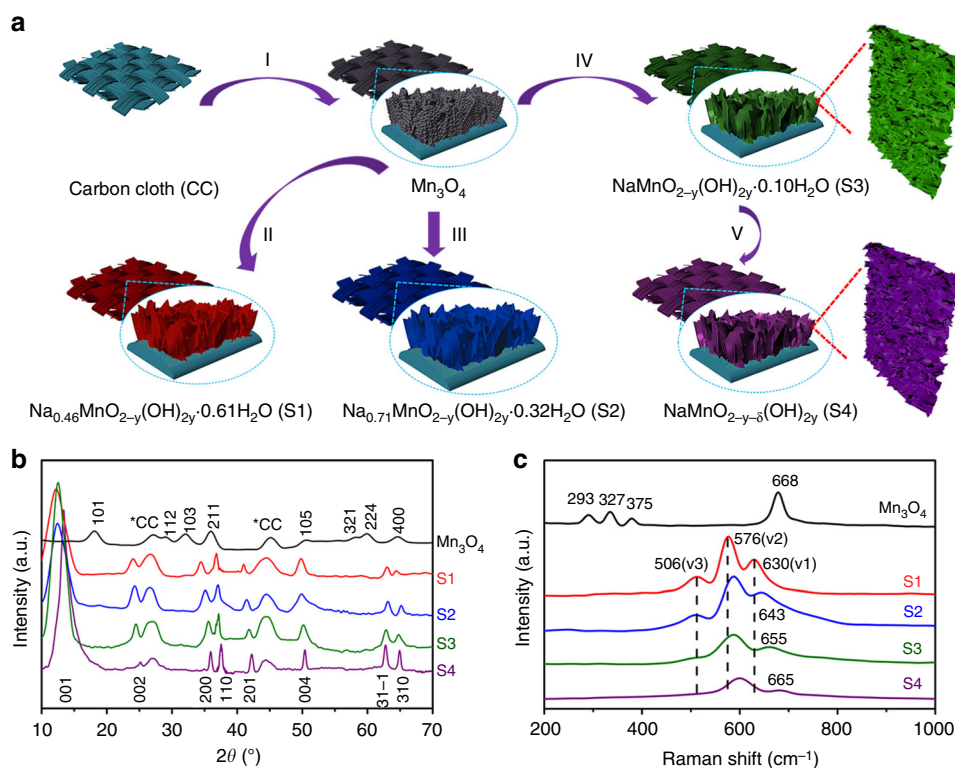 a
I
IV
Carbon cloth (CC)
Mn₃O₄
NaMnO₂₋y(OH)₂y·0.10H₂O (S3)
II
III
V
Na₀.₄₆MnO₂₋y(OH)₂y·0.61H₂O (S1)
Na₀.₇₁MnO₂₋y(OH)₂y·0.32H₂O (S2)
NaMnO₂₋y₋δ(OH)₂y (S4)
b
Intensity (a.u.)
101
*CC
112
103
211
*CC
105
321
224
400
Mn₃O₄
S1
S2
S3
S4
001
002
200
110
201
004
31−1
310
10 20 30 40 50 60 70
2θ (°)
c
Intensity (a.u.)
293 327 375
668
Mn₃O₄
576(v2)
506(v3)
630(v1)
S1
S2
643
655
S3
665
S4
200 400 600 800 1000
Raman shift (cm⁻¹)